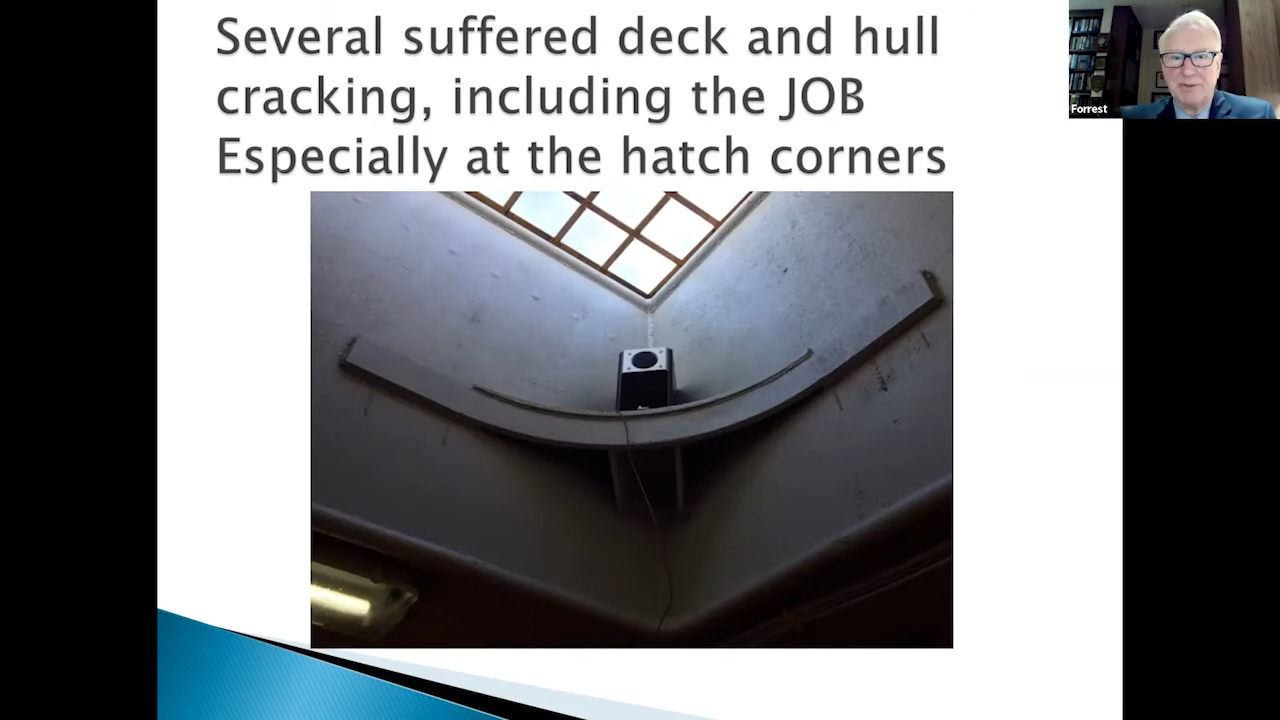 Several suffered deck and hull
cracking, including the JOB
Especially at the hatch corners
Forrest